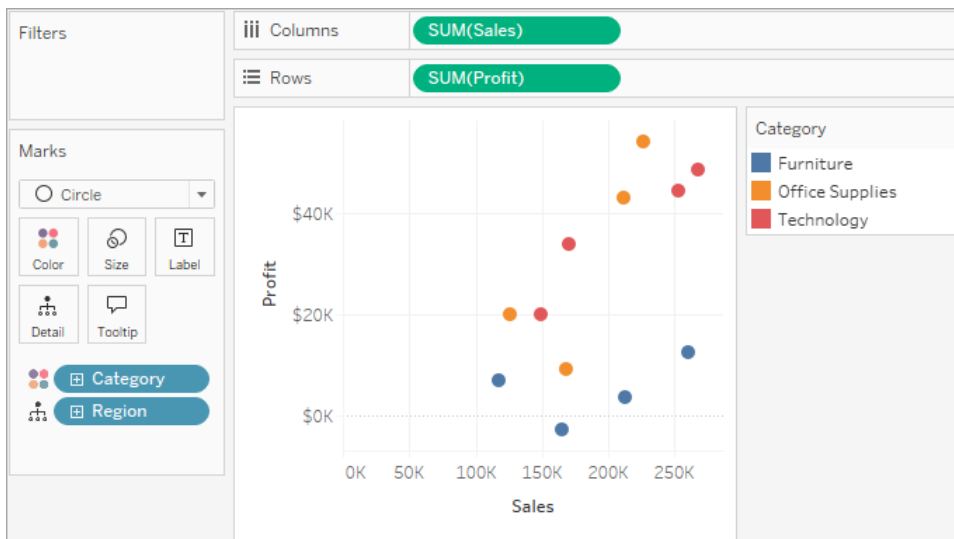 Filters
Columns
SUM(Sales)
Rows
SUM(Profit)
Marks
Circle
Color
Size
Label
Detail
Tooltip
Category
Region
Profit
$40K
$20K
$0K
0K 50K 100K 150K 200K 250K
Sales
Category
Furniture
Office Supplies
Technology